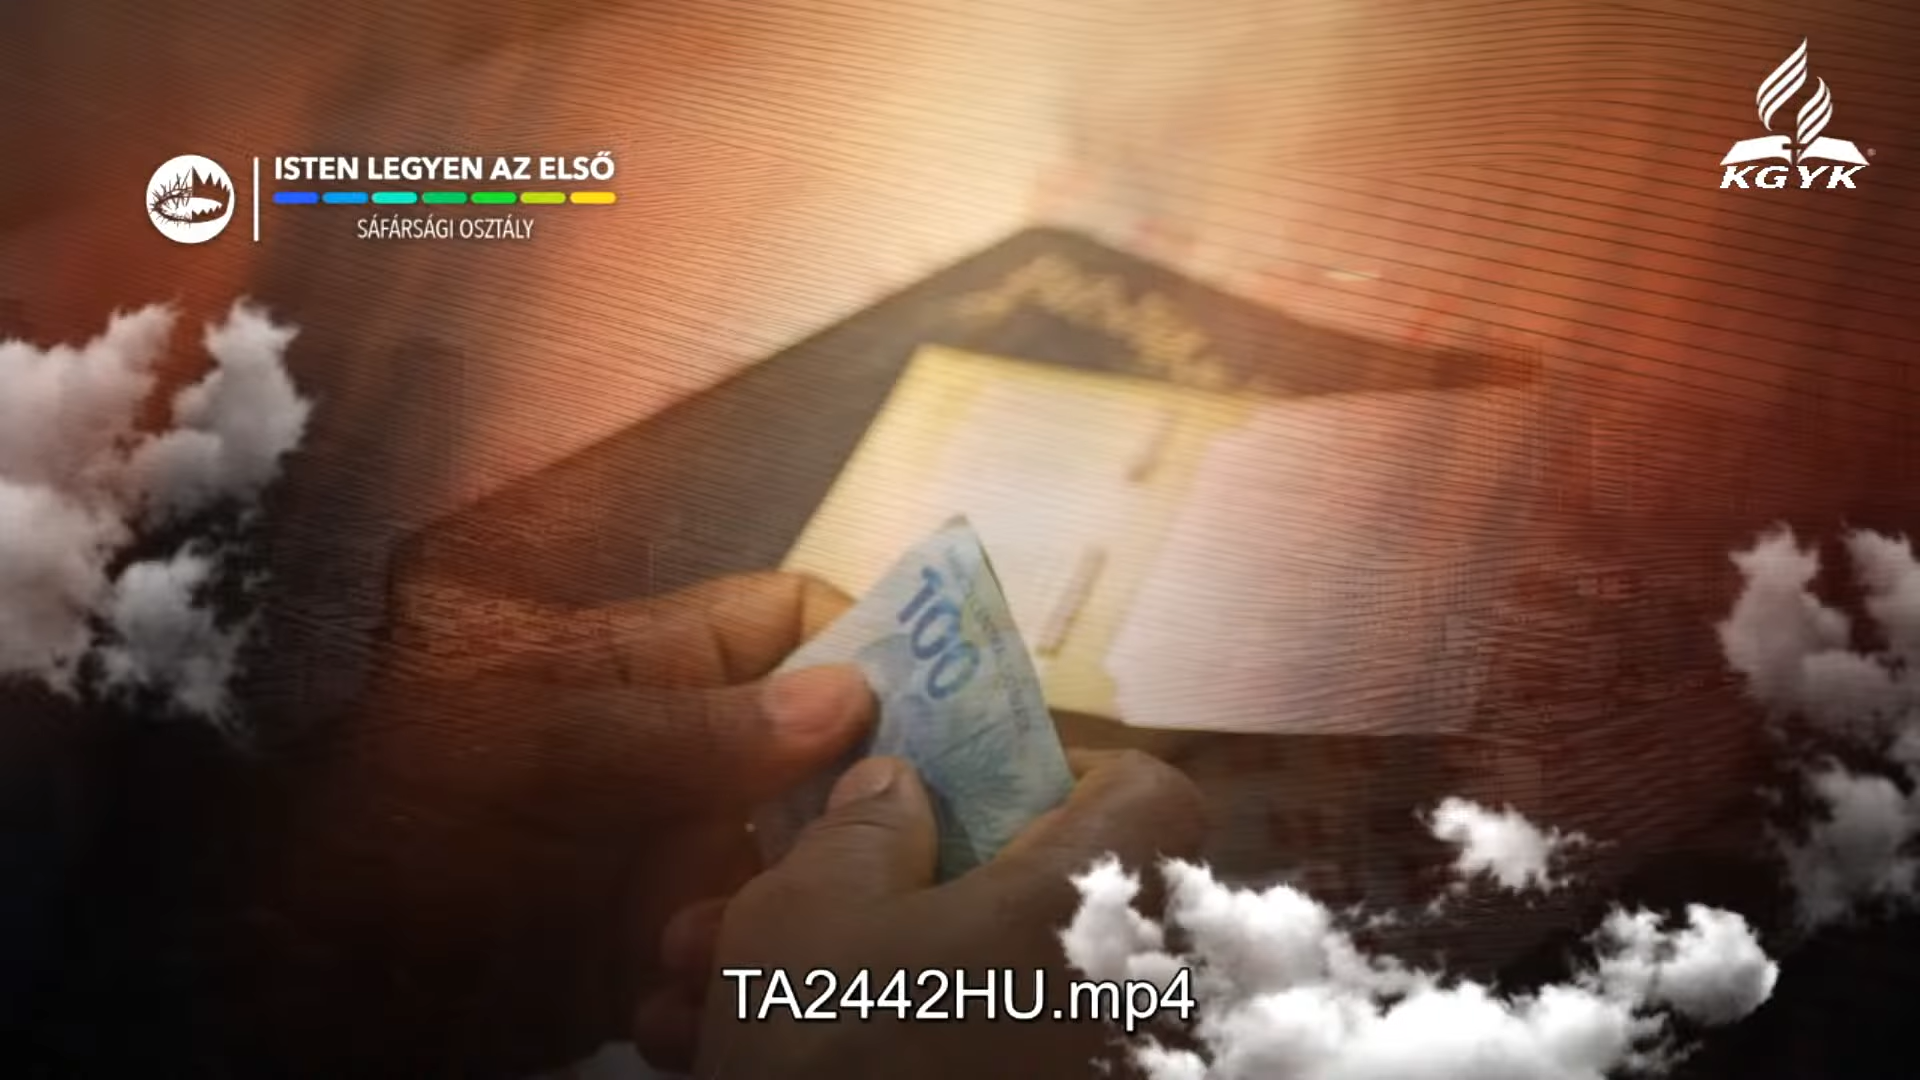 ISTEN LEGYEN AZ ELSŐ
SÁFÁRSÁGI OSZTÁLY
KGYK
100
TA2442HU.mp4